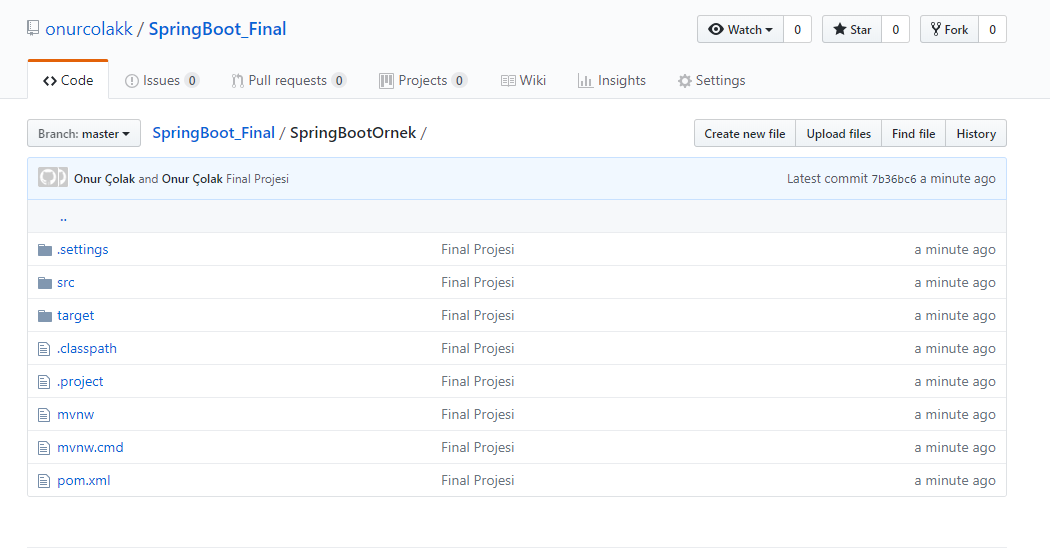 onurcolakk / SpringBoot_Final
Watch 0 Star 0 Fork 0
Code Issues 0 Pull requests 0 Projects 0 Wiki Insights Settings
Branch: master SpringBoot_Final / SpringBootOrnek / Create new file Upload files Find file History
Onur Çolak and Onur Çolak Final Projesi Latest commit 7b36bc6 a minute ago
..
.settings Final Projesi a minute ago
src Final Projesi a minute ago
target Final Projesi a minute ago
.classpath Final Projesi a minute ago
.project Final Projesi a minute ago
mvnw Final Projesi a minute ago
mvnw.cmd Final Projesi a minute ago
pom.xml Final Projesi a minute ago